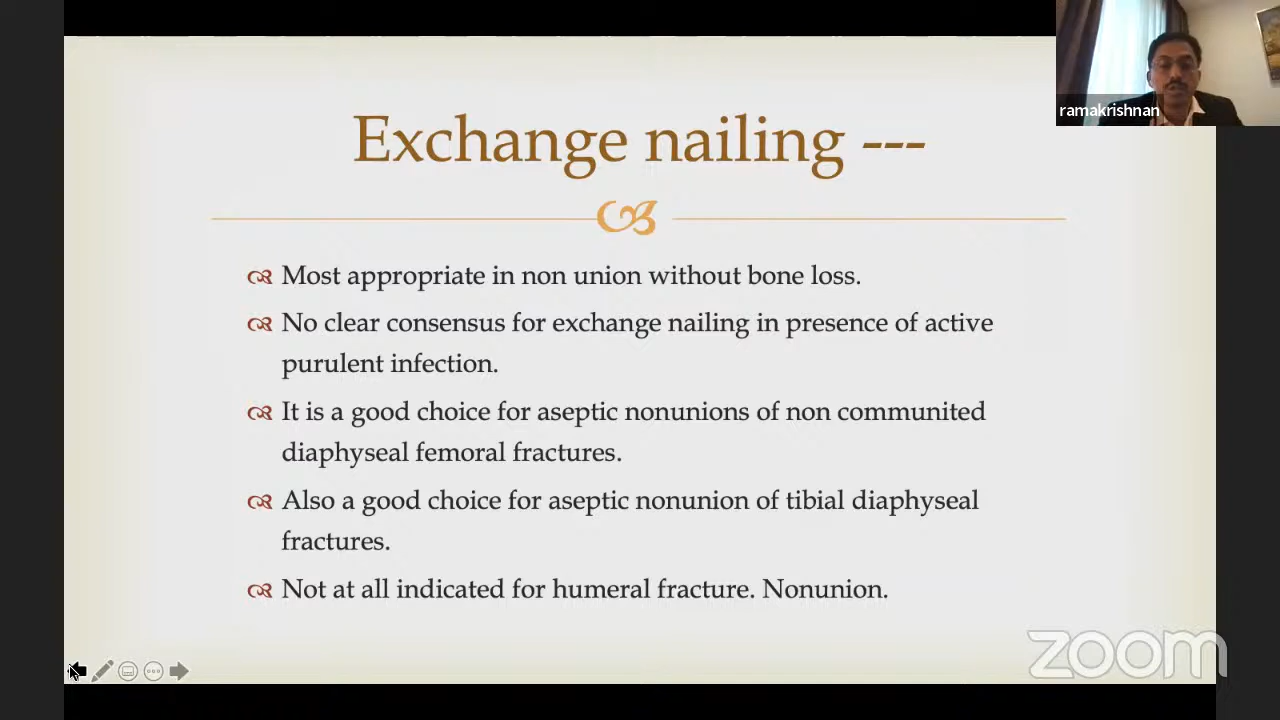 ramakrishnan
Exchange nailing ---
Most appropriate in non union without bone loss.
No clear consensus for exchange nailing in presence of active
purulent infection.
It is a good choice for aseptic nonunions of non communited
diaphyseal femoral fractures.
Also a good choice for aseptic nonunion of tibial diaphyseal
fractures.
Not at all indicated for humeral fracture. Nonunion.
zoom